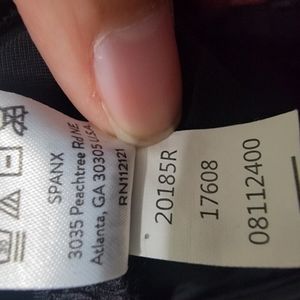 SPANX
3035 Peachtree Rd NE
Atlanta, GA 30305 USA
RN112121
20185R
17608
08112400